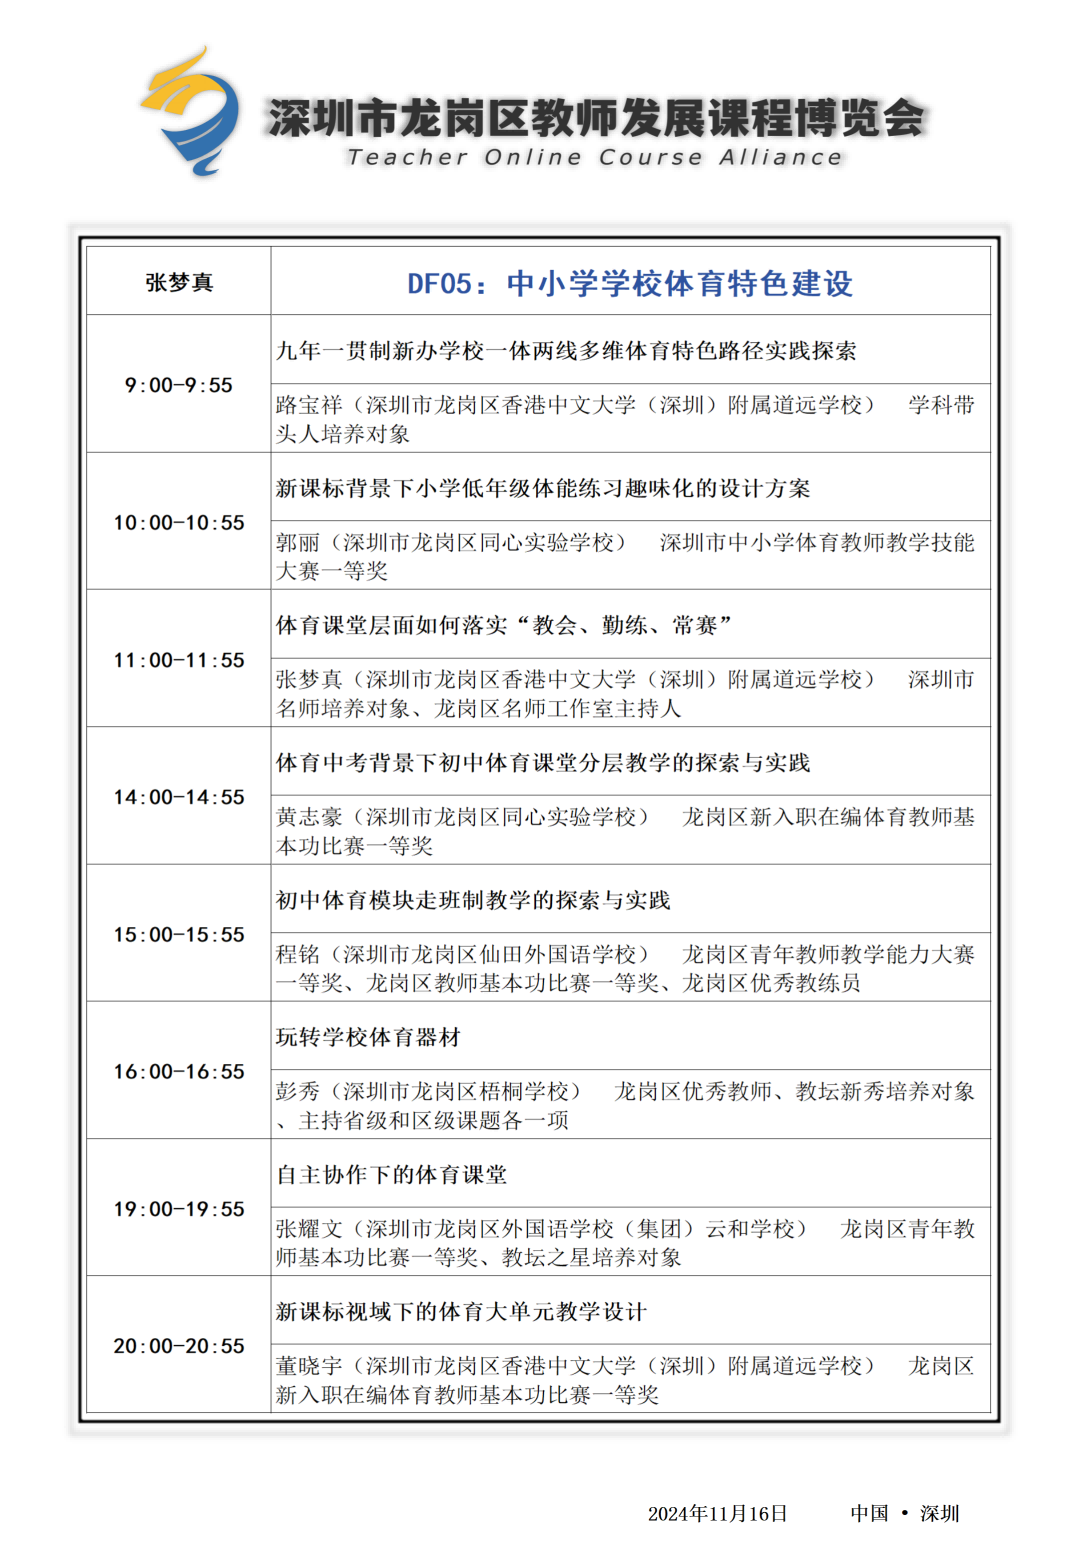 深圳市龙岗区教师发展课程博览会
Teacher Online Course Alliance
张梦真
DF05：中小学学校体育特色建设
9:00-9:55
九年一贯制新办学校一体两线多维体育特色路径实践探索
路宝祥（深圳市龙岗区香港中文大学（深圳）附属道远学校） 学科带
头人培养对象
10:00-10:55
新课标背景下小学低年级体能练习趣味化的设计方案
郭丽（深圳市龙岗区同心实验学校） 深圳市中小学体育教师教学技能
大赛一等奖
11:00-11:55
体育课堂层面如何落实“教会、勤练、常赛”
张梦真（深圳市龙岗区香港中文大学（深圳）附属道远学校） 深圳市
名师培养对象、龙岗区名师工作室主持人
14:00-14:55
体育中考背景下初中体育课堂分层教学的探索与实践
黄志豪（深圳市龙岗区同心实验学校） 龙岗区新入职在编体育教师基
本功比赛一等奖
15:00-15:55
初中体育模块走班制教学的探索与实践
程铭（深圳市龙岗区仙田外国语学校） 龙岗区青年教师教学能力大赛
一等奖、龙岗区教师基本功比赛一等奖、龙岗区优秀教练员
16:00-16:55
玩转学校体育器材
彭秀（深圳市龙岗区梧桐学校） 龙岗区优秀教师、教坛新秀培养对象
、主持省级和区级课题各一项
19:00-19:55
自主协作下的体育课堂
张耀文（深圳市龙岗区外国语学校（集团）云和学校） 龙岗区青年教
师基本功比赛一等奖、教坛之星培养对象
20:00-20:55
新课标视域下的体育大单元教学设计
董晓宇（深圳市龙岗区香港中文大学（深圳）附属道远学校） 龙岗区
新入职在编体育教师基本功比赛一等奖
2024年11月16日 中国 • 深圳